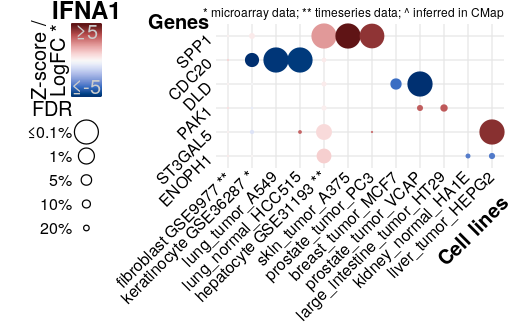 IFNA1
* microarray data; ** timeseries data; ^ inferred in CMap
Z-score /
LogFC *
≥5
≤-5
FDR
≤0.1%
1%
5%
10%
20%
Genes
SPP1
CDC20
DLD
PAK1
ST3GAL5
ENOPH1
fibroblast GSE9977 **
keratinocyte GSE36287 *
lung_tumor_A549
lung_normal_HCC515
hepatocyte GSE31193 **
skin_tumor_A375
prostate_tumor_PC3
breast_tumor_MCF7
prostate_tumor_VCAP
large_intestine_tumor_HT29
kidney_normal_HA1E
liver_tumor_HEPG2
Cell lines